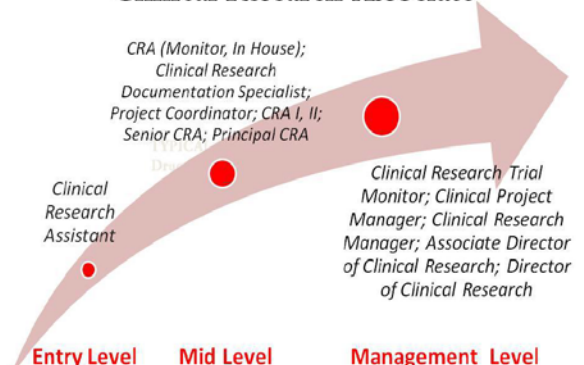 CRA (Monitor, In House);
Clinical Research
Documentation Specialist;
Project Coordinator; CRA I, II;
Senior CRA; Principal CRA
Clinical
Research
Assistant
Clinical Research Trial
Monitor; Clinical Project
Manager; Clinical Research
Manager; Associate Director
of Clinical Research; Director
of Clinical Research
Entry Level
Mid Level
Management Level